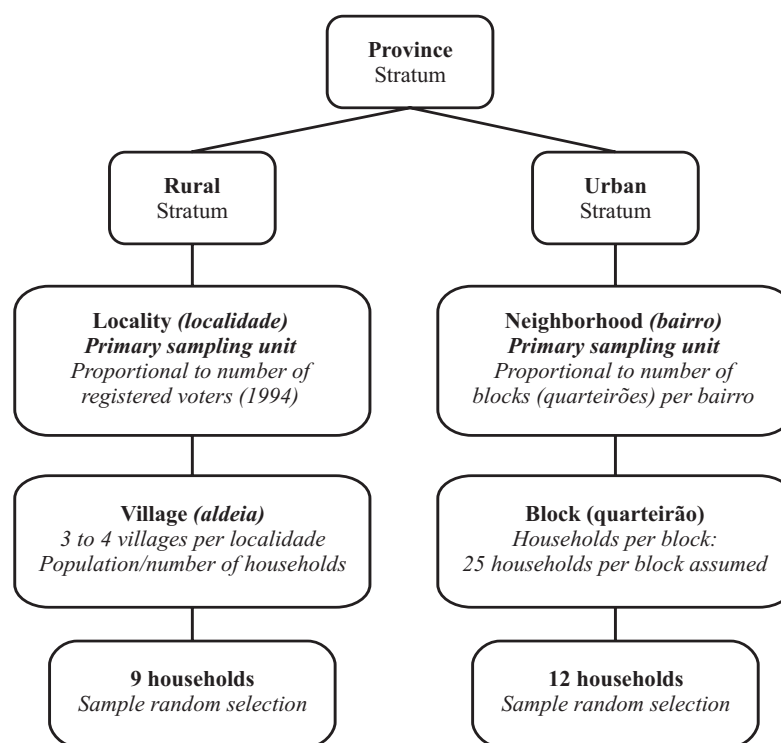 Province
Stratum
Rural
Stratum
Urban
Stratum
Locality (localidade)
Primary sampling unit
Proportional to number of
registered voters (1994)
Neighborhood (bairro)
Primary sampling unit
Proportional to number of
blocks (quarteirões) per bairro
Village (aldeia)
3 to 4 villages per localidade
Population/number of households
Block (quarteirão)
Households per block:
25 households per block assumed
9 households
Sample random selection
12 households
Sample random selection